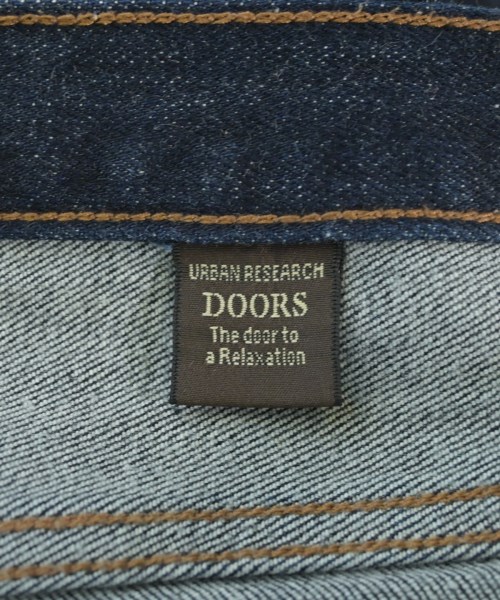 URBAN RESEARCH
DOORS
The door to
a Relaxation